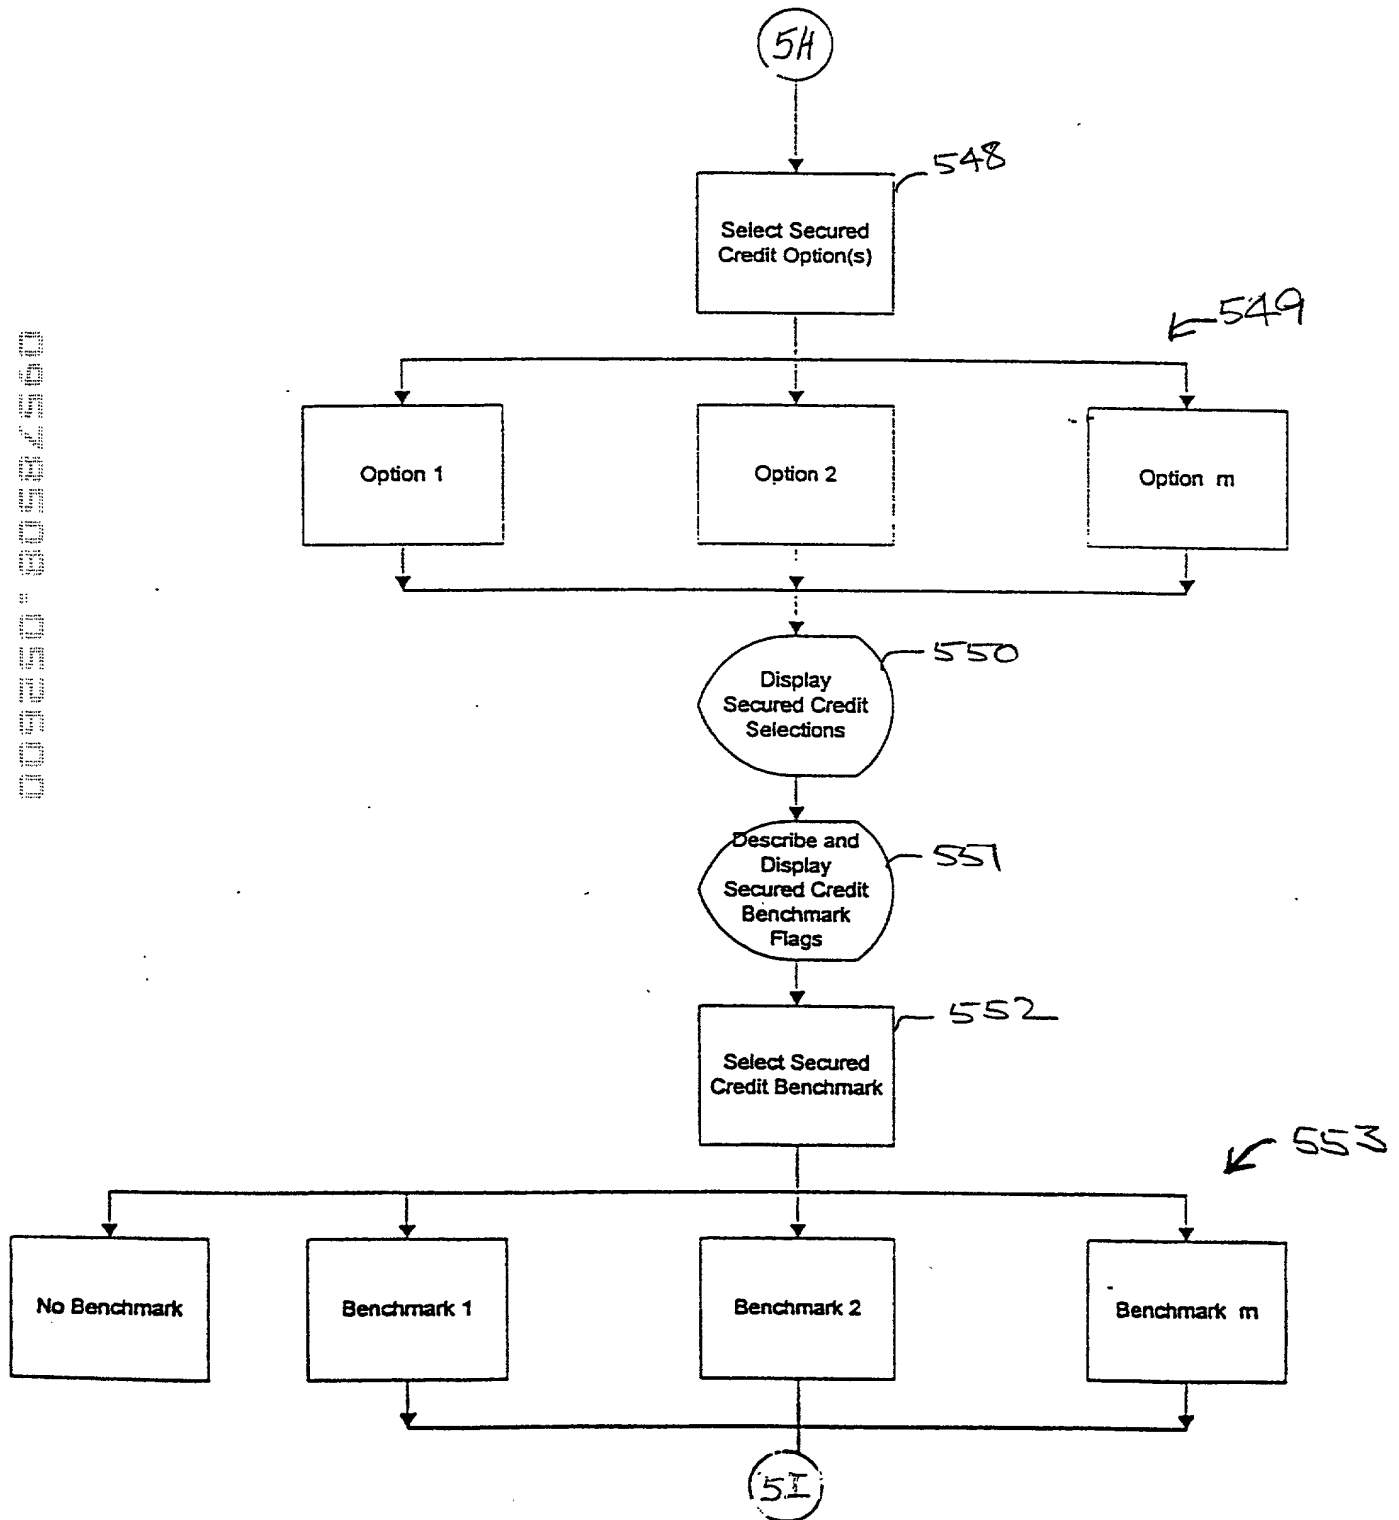 5H
548
Select Secured
Credit Option(s)
549
Option 1
Option 2
Option m
09578508.052600
550
Display
Secured Credit
Selections
551
Describe and
Display
Secured Credit
Benchmark
Flags
552
Select Secured
Credit Benchmark
553
No Benchmark
Benchmark 1
Benchmark 2
Benchmark m
5I